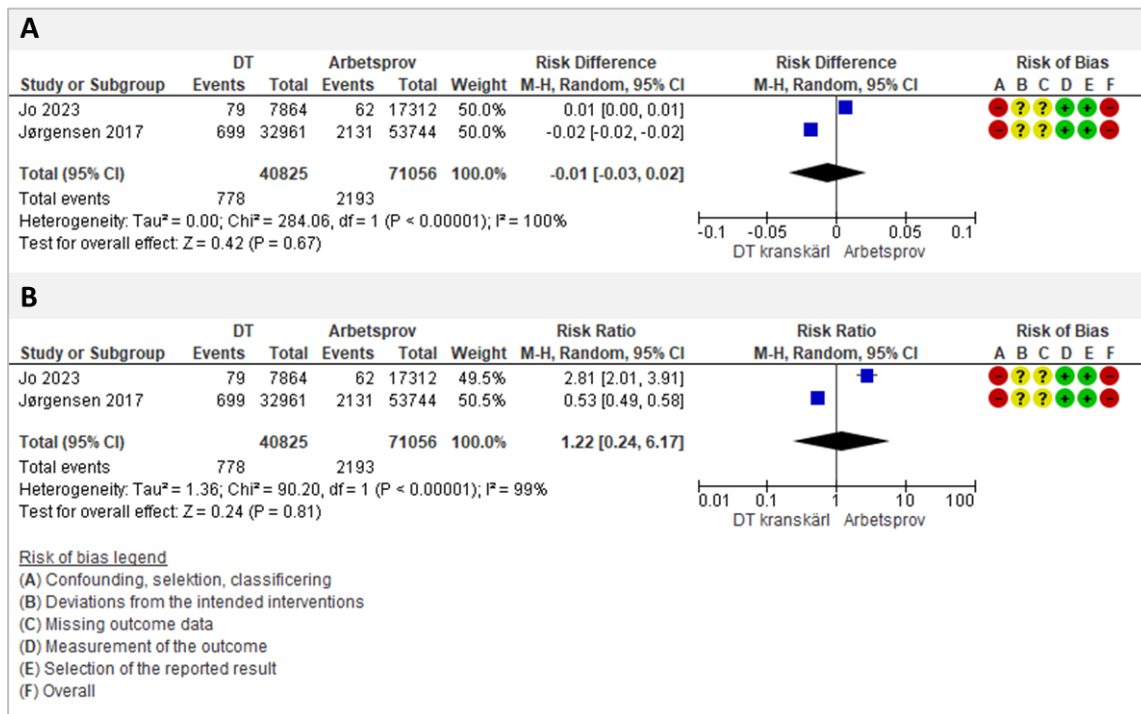 A
DT Arbetsprov Risk Difference Risk Difference Risk of Bias
Study or Subgroup Events Total Events Total Weight M-H, Random, 95% CI M-H, Random, 95% CI A B C D E F
Jo 2023 79 7864 62 17312 50.0% 0.01 [0.00, 0.01] - ? ? + + -
Jørgensen 2017 699 32961 2131 53744 50.0% -0.02 [-0.02, -0.02] - ? ? + + -
Total (95% CI) 40825 71056 100.0% -0.01 [-0.03, 0.02]
Total events 778 2193
Heterogeneity: Tau² = 0.00; Chi² = 284.06, df = 1 (P < 0.00001); I² = 100%
Test for overall effect: Z = 0.42 (P = 0.67)
-0.1 -0.05 0 0.05 0.1
DT kranskärl Arbetsprov
B
DT Arbetsprov Risk Ratio Risk Ratio Risk of Bias
Study or Subgroup Events Total Events Total Weight M-H, Random, 95% CI M-H, Random, 95% CI A B C D E F
Jo 2023 79 7864 62 17312 49.5% 2.81 [2.01, 3.91] - ? ? + + -
Jørgensen 2017 699 32961 2131 53744 50.5% 0.53 [0.49, 0.58] - ? ? + + -
Total (95% CI) 40825 71056 100.0% 1.22 [0.24, 6.17]
Total events 778 2193
Heterogeneity: Tau² = 1.36; Chi² = 90.20, df = 1 (P < 0.00001); I² = 99%
Test for overall effect: Z = 0.24 (P = 0.81)
0.01 0.1 1 10 100
DT kranskärl Arbetsprov
Risk of bias legend
(A) Confounding, selektion, classificering
(B) Deviations from the intended interventions
(C) Missing outcome data
(D) Measurement of the outcome
(E) Selection of the reported result
(F) Overall